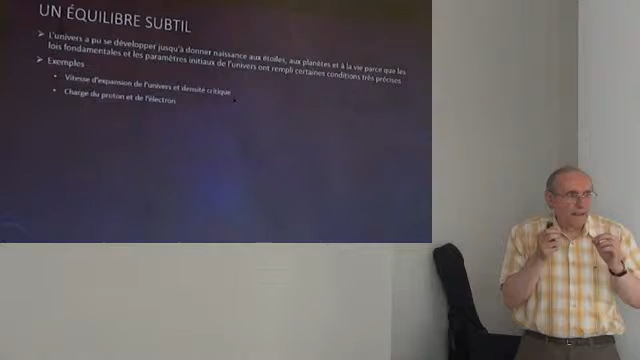 UN ÉQUILIBRE SUBTIL
L'univers a pu se développer jusqu'à donner naissance aux étoiles, aux planètes et à la vie parce que les
lois fondamentales et les paramètres initiaux de l'univers ont rempli certaines conditions très précises
Exemples
Vitesse d'expansion de l'univers et densité critique
Charge du proton et de l'électron